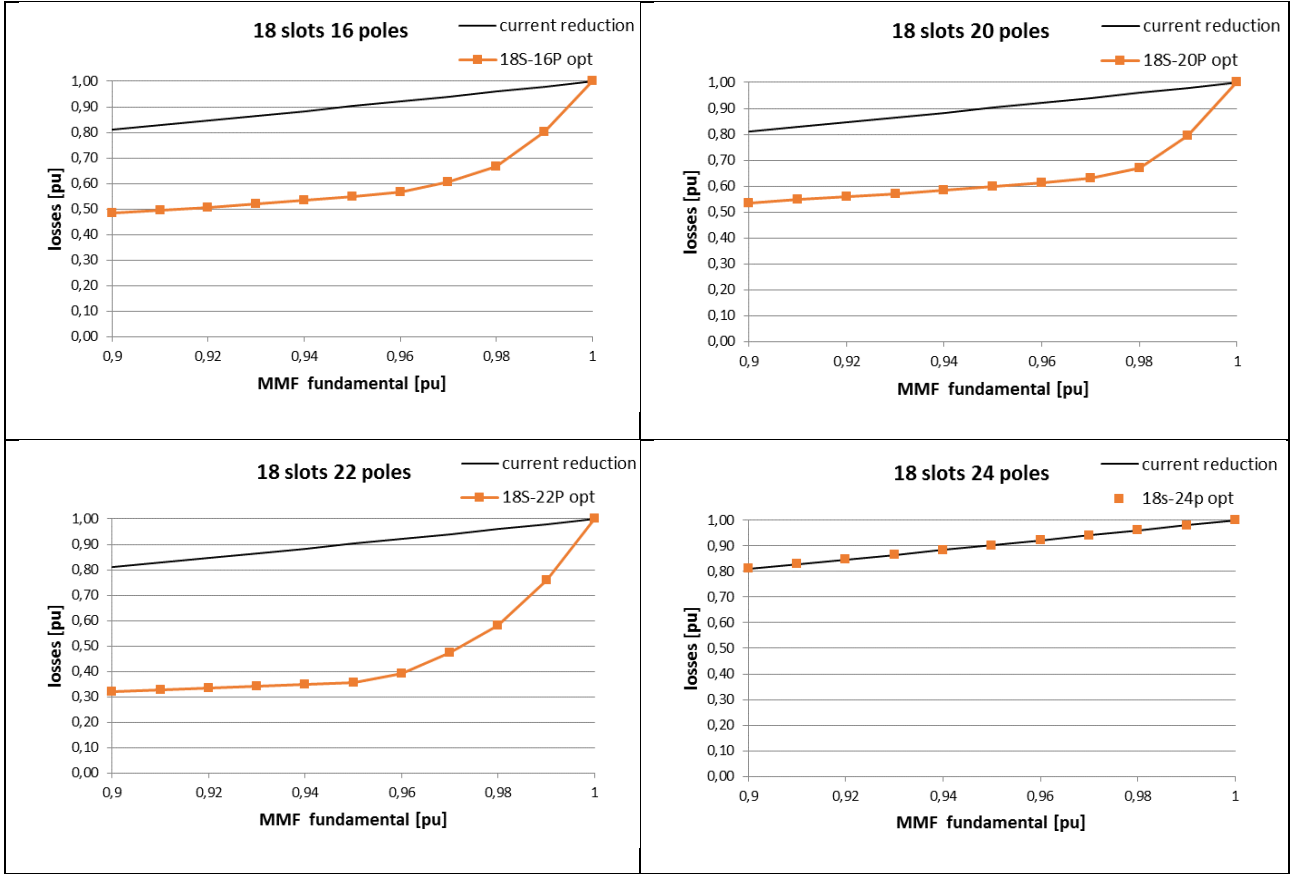 18 slots 16 poles
current reduction
18S-16P opt
1,00
0,90
0,80
0,70
0,60
0,50
0,40
0,30
0,20
0,10
0,00
losses [pu]
0,9 0,92 0,94 0,96 0,98 1
MMF fundamental [pu]
18 slots 20 poles
current reduction
18S-20P opt
1,00
0,90
0,80
0,70
0,60
0,50
0,40
0,30
0,20
0,10
0,00
losses [pu]
0,9 0,92 0,94 0,96 0,98 1
MMF fundamental [pu]
18 slots 22 poles
current reduction
18S-22P opt
1,00
0,90
0,80
0,70
0,60
0,50
0,40
0,30
0,20
0,10
0,00
losses [pu]
0,9 0,92 0,94 0,96 0,98 1
MMF fundamental [pu]
18 slots 24 poles
current reduction
18s-24p opt
1,00
0,90
0,80
0,70
0,60
0,50
0,40
0,30
0,20
0,10
0,00
losses [pu]
0,9 0,92 0,94 0,96 0,98 1
MMF fundamental [pu]